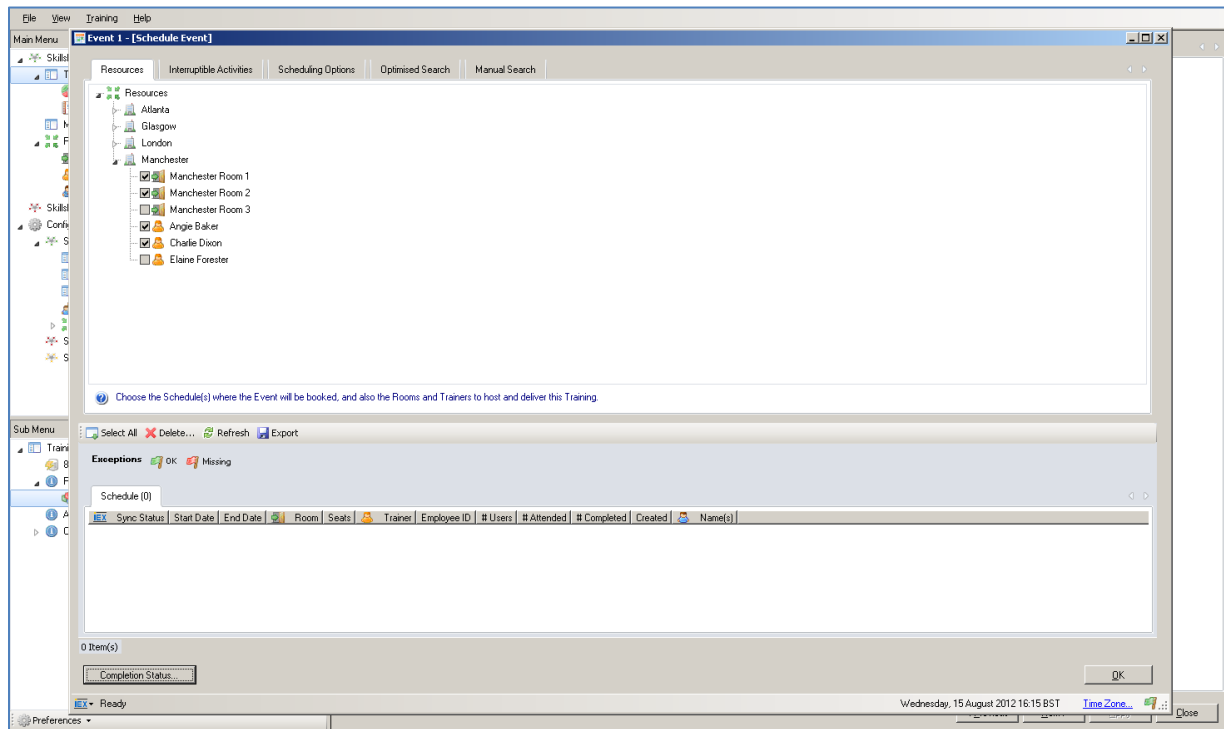 File View Training Help
Main Menu
Event 1 - [Schedule Event]
Resources Interruptible Activities Scheduling Options Optimised Search Manual Search
Resources
Atlanta
Glasgow
London
Manchester
Manchester Room 1
Manchester Room 2
Manchester Room 3
Angie Baker
Charlie Dixon
Elaine Forester
Choose the Schedule(s) where the Event will be booked, and also the Rooms and Trainers to host and deliver this Training.
Sub Menu
Select All Delete... Refresh Export
Exceptions OK Missing
Schedule (0)
IEX Sync Status Start Date End Date Room Seats Trainer Employee ID # Users # Attended # Completed Created Name(s)
0 Item(s)
Completion Status... OK
IEX Ready Wednesday, 15 August 2012 16:15 BST Time Zone...
Preferences Close